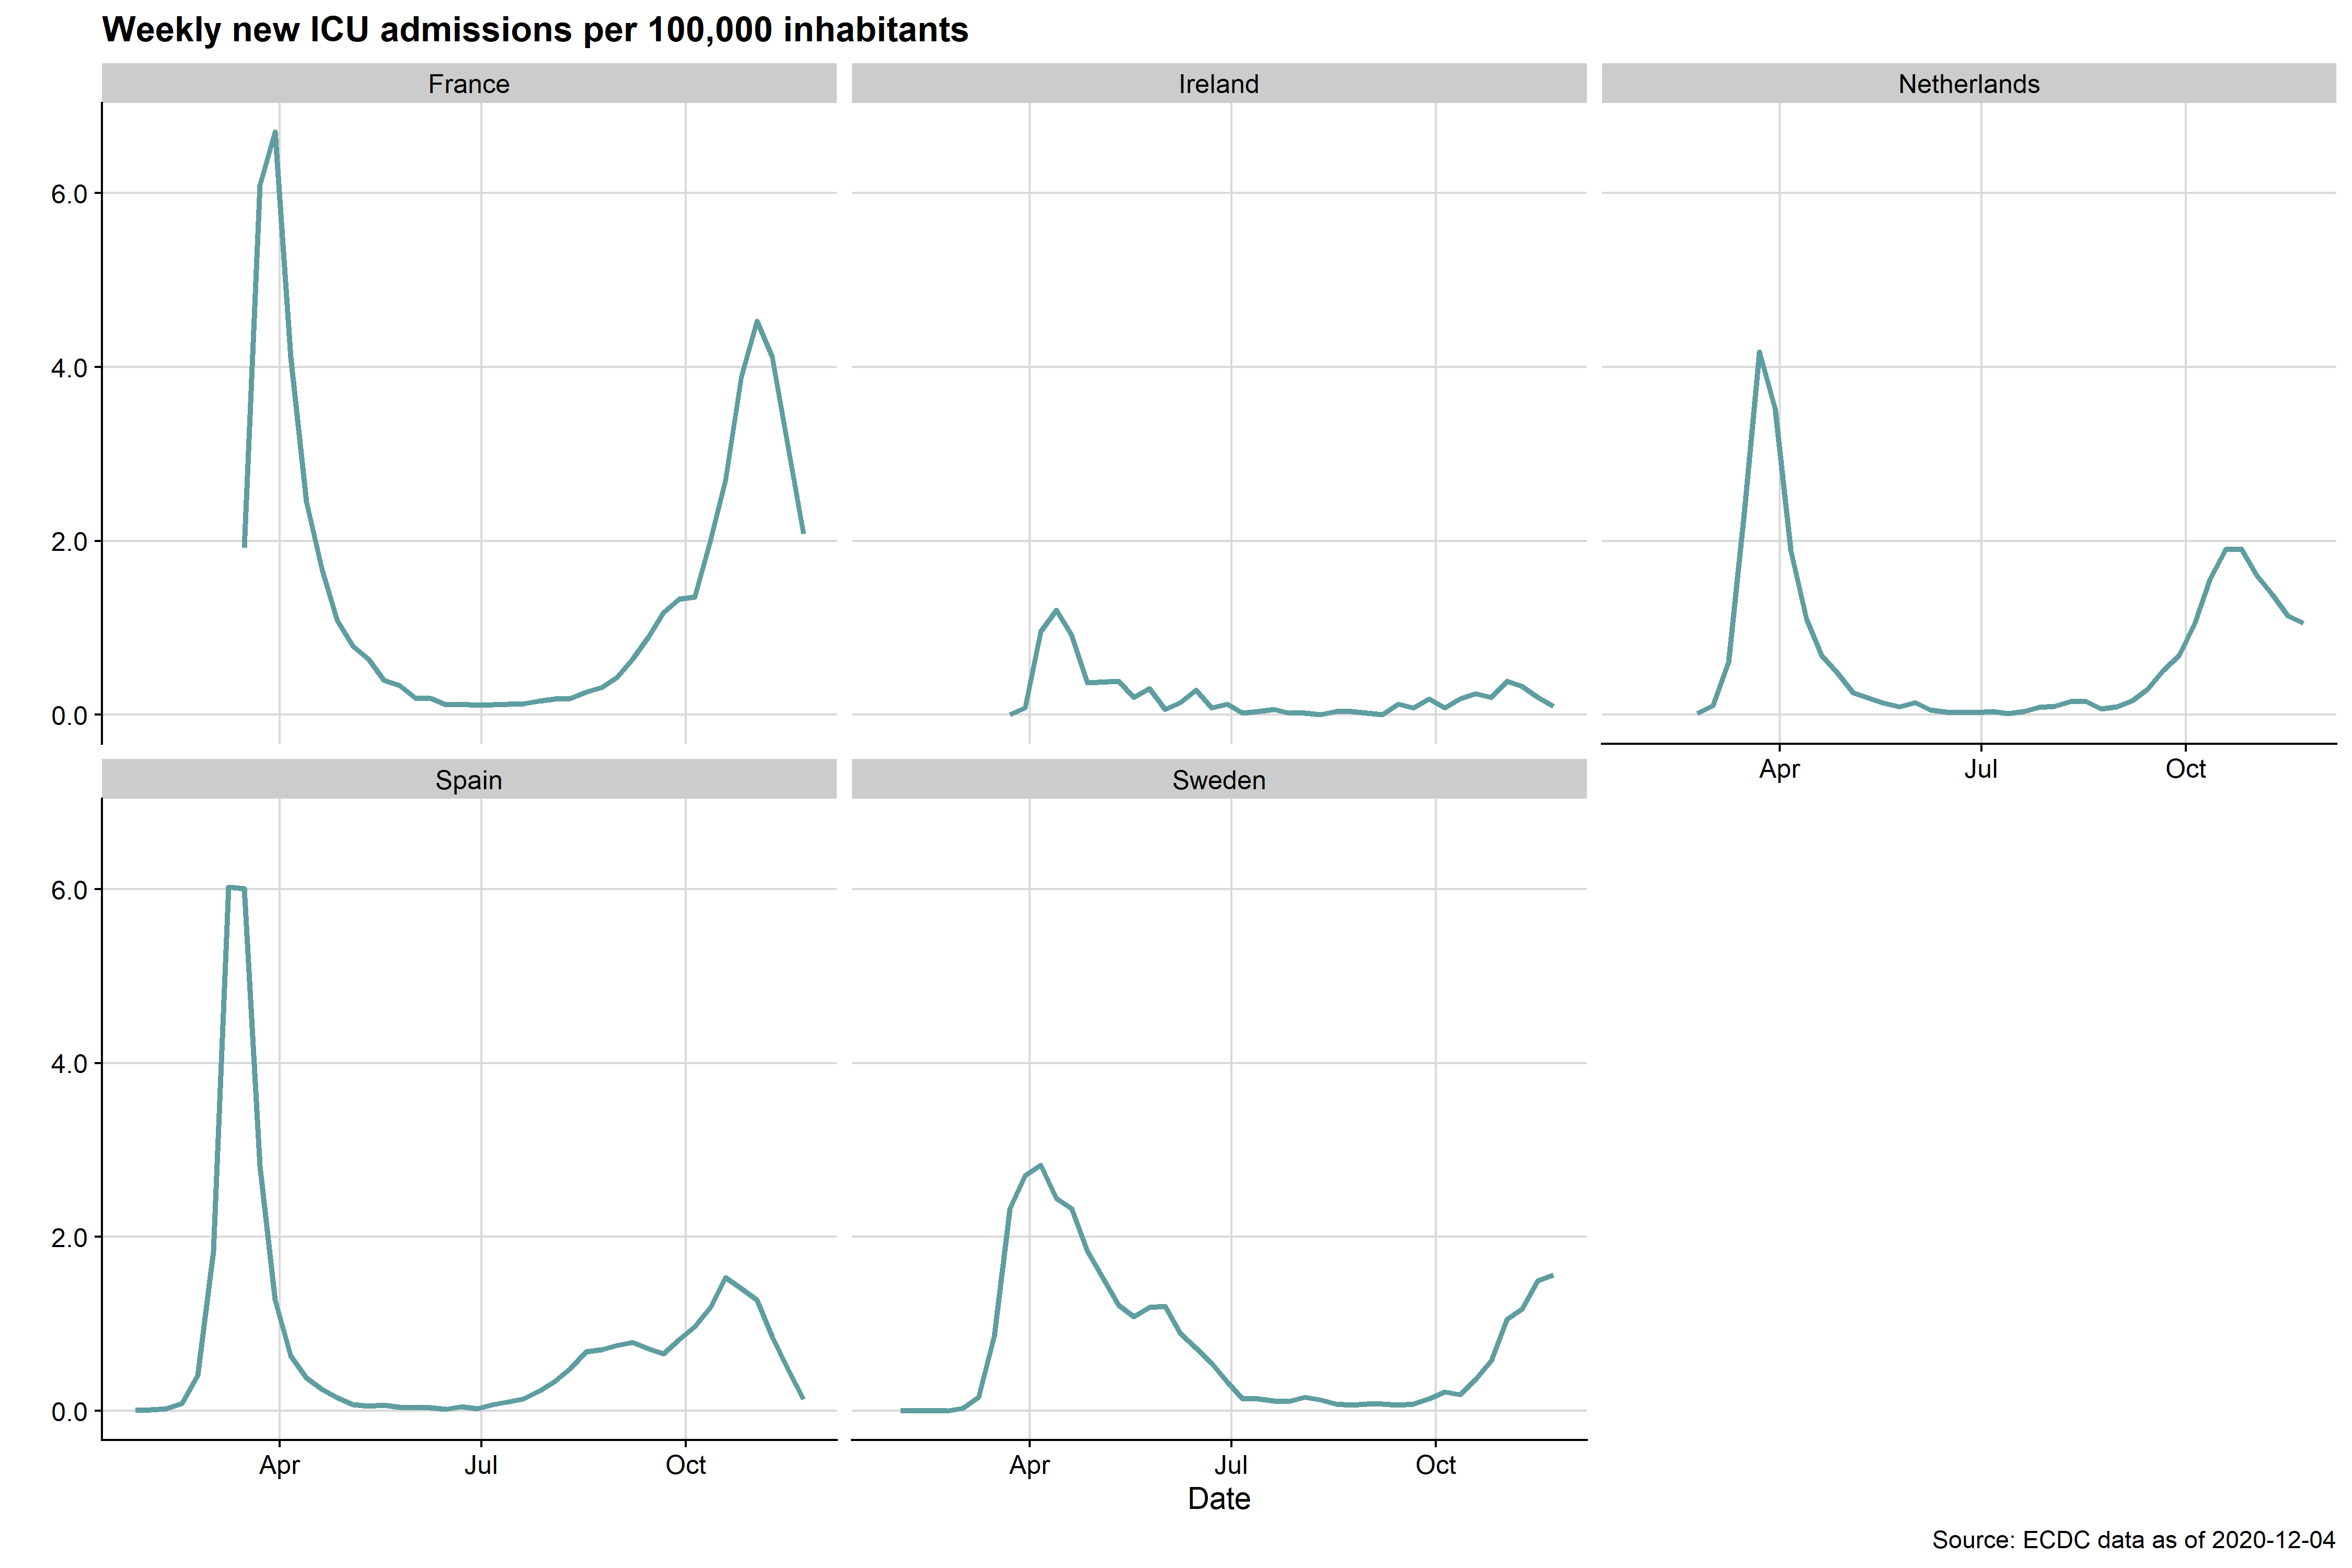 Weekly new ICU admissions per 100,000 inhabitants
France
Ireland
Netherlands
6.0
4.0
2.0
0.0
Apr
Jul
Oct
Spain
Sweden
6.0
4.0
2.0
0.0
Apr
Jul
Oct
Apr
Jul
Oct
Date
Source: ECDC data as of 2020-12-04